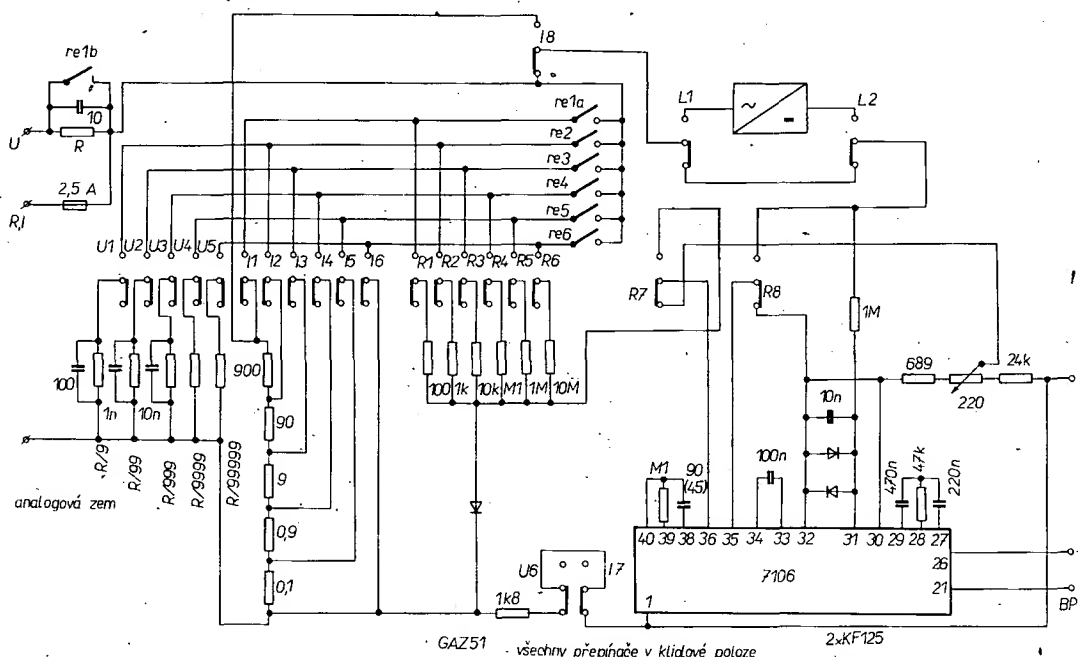 re1b
10
U
R
2,5 A
R,I
I8
re1a
re2
re3
re4
re5
re6
L1
~
-
L2
U1
U2
U3
U4
U5
I1
I2
I3
I4
I5
I6
R1
R2
R3
R4
R5
R6
R7
R8
100
1n
10n
R/9
R/99
R/999
R/9999
R/99999
analogová zem
900
90
9
0,9
0,1
100
1k
10k
M1
1M
10M
1M
689
220
24k
10n
M1
90
(45)
100n
470n
47k
220n
40
39
38
36
35
34
33
32
31
30
29
28
27
26
21
1
7106
U6
I7
1k8
BP
GAZ51
všechny přepínače v klidové poloze
2xKF125